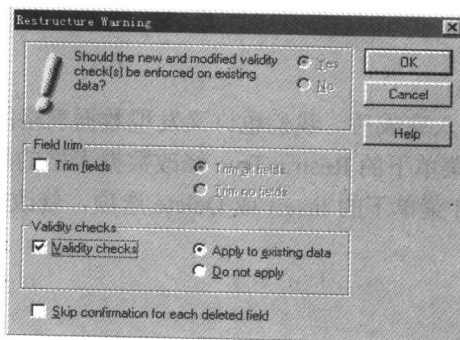 Restructure Warning
Should the new and modified validity
check(s) be enforced on existing
data?
Yes
No
OK
Cancel
Help
Field trim
Trim fields
Trim all fields
Trim no fields
Validity checks
Validity checks
Apply to existing data
Do not apply
Skip confirmation for each deleted field